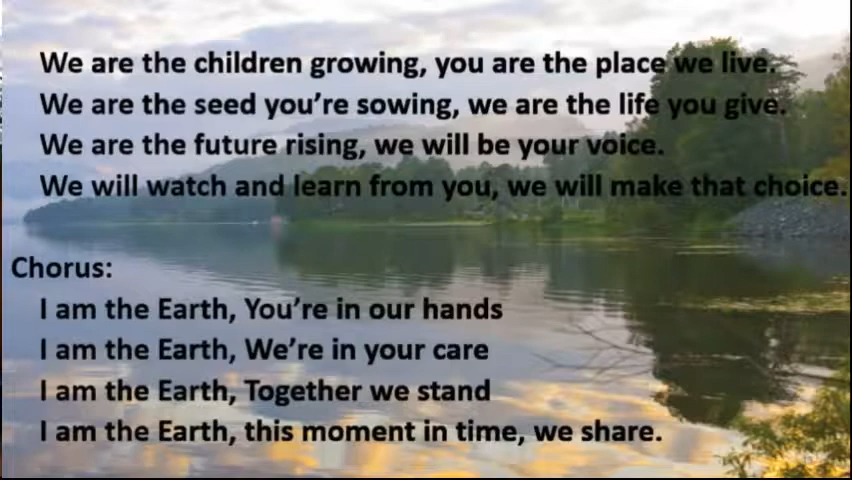 We are the children growing, you are the place we live.
We are the seed you're sowing, we are the life you give.
We are the future rising, we will be your voice.
We will watch and learn from you, we will make that choice.
Chorus:
I am the Earth, You're in our hands
I am the Earth, We're in your care
I am the Earth, Together we stand
I am the Earth, this moment in time, we share.